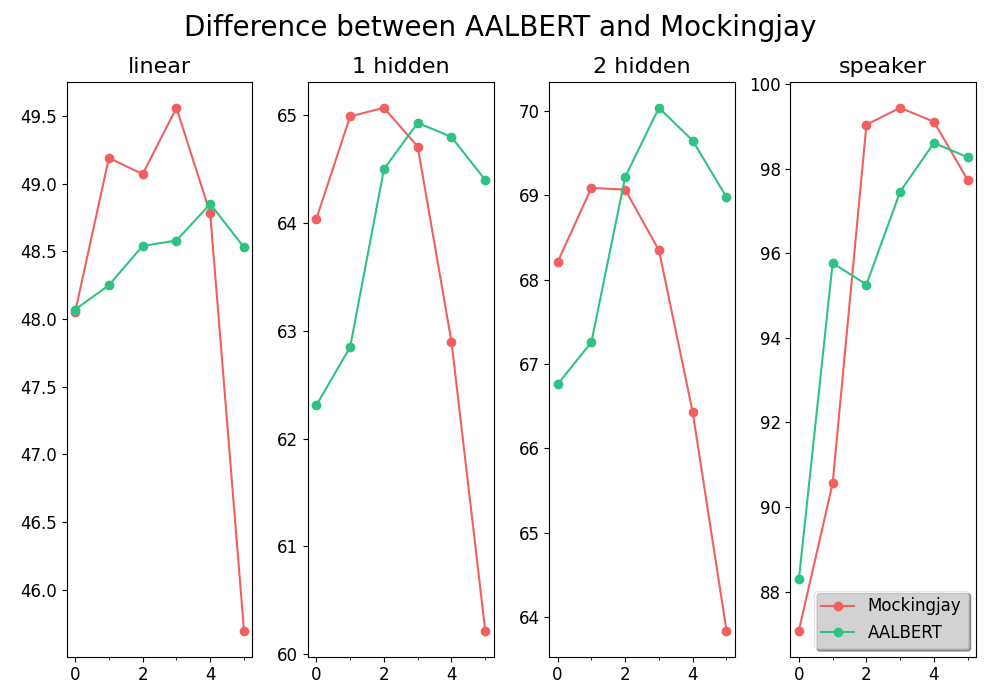 Difference between AALBERT and Mockingjay
linear
49.5
49.0
48.5
48.0
47.5
47.0
46.5
46.0
0 2 4
1 hidden
65
64
63
62
61
60
0 2 4
2 hidden
70
69
68
67
66
65
64
0 2 4
speaker
100
98
96
94
92
90
88
0 2 4
Mockingjay
AALBERT